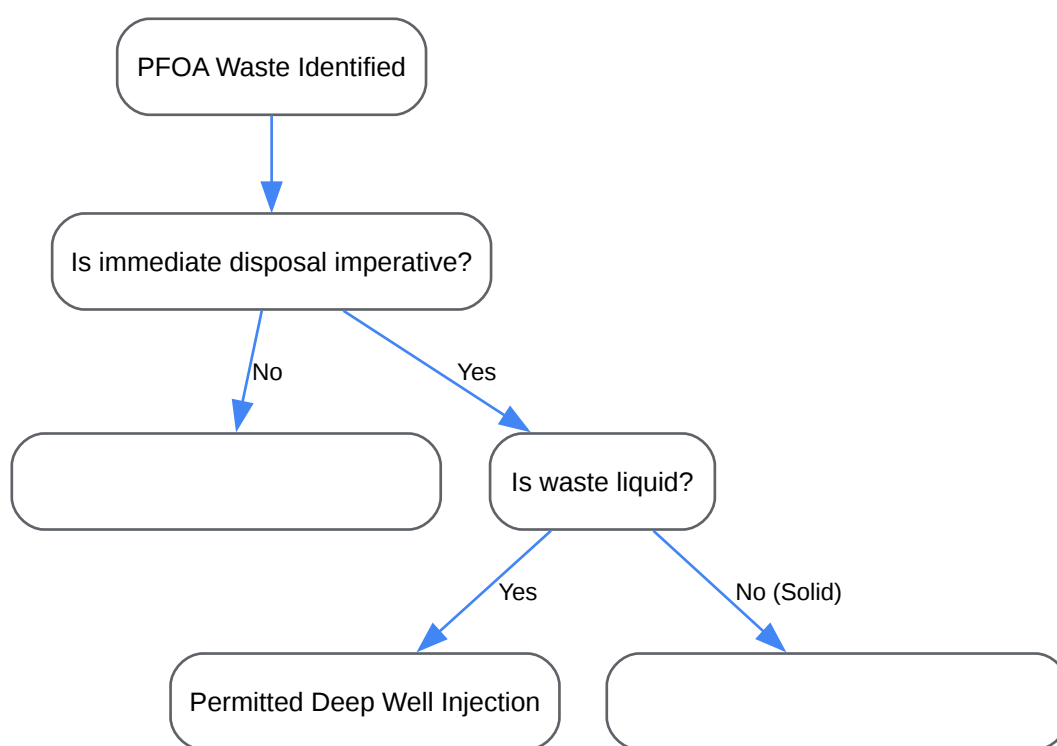 PFOA Waste Identified
Is immediate disposal imperative?
No
Yes
Is waste liquid?
Yes
No (Solid)
Permitted Deep Well Injection